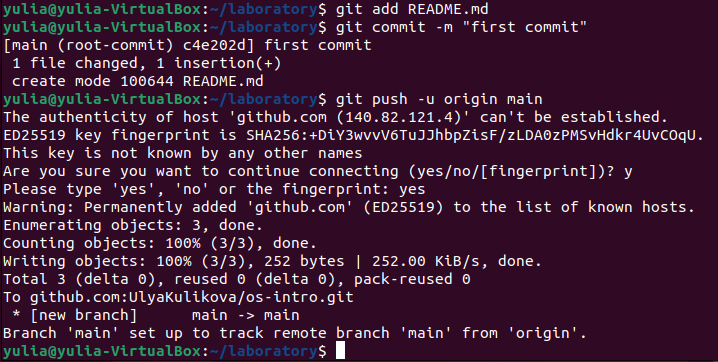 yulia@yulia-VirtualBox:~/laboratory$ git add README.md
yulia@yulia-VirtualBox:~/laboratory$ git commit -m "first commit"
[main (root-commit) c4e202d] first commit
 1 file changed, 1 insertion(+)
 create mode 100644 README.md
yulia@yulia-VirtualBox:~/laboratory$ git push -u origin main
The authenticity of host 'github.com (140.82.121.4)' can't be established.
ED25519 key fingerprint is SHA256:+DiY3wvvV6TuJJhbpZisF/zLDA0zPMSvHdkr4UvCOqU.
This key is not known by any other names
Are you sure you want to continue connecting (yes/no/[fingerprint])? y
Please type 'yes', 'no' or the fingerprint: yes
Warning: Permanently added 'github.com' (ED25519) to the list of known hosts.
Enumerating objects: 3, done.
Counting objects: 100% (3/3), done.
Writing objects: 100% (3/3), 252 bytes | 252.00 KiB/s, done.
Total 3 (delta 0), reused 0 (delta 0), pack-reused 0
To github.com:UlyaKulikova/os-intro.git
 * [new branch]      main -> main
Branch 'main' set up to track remote branch 'main' from 'origin'.
yulia@yulia-VirtualBox:~/laboratory$